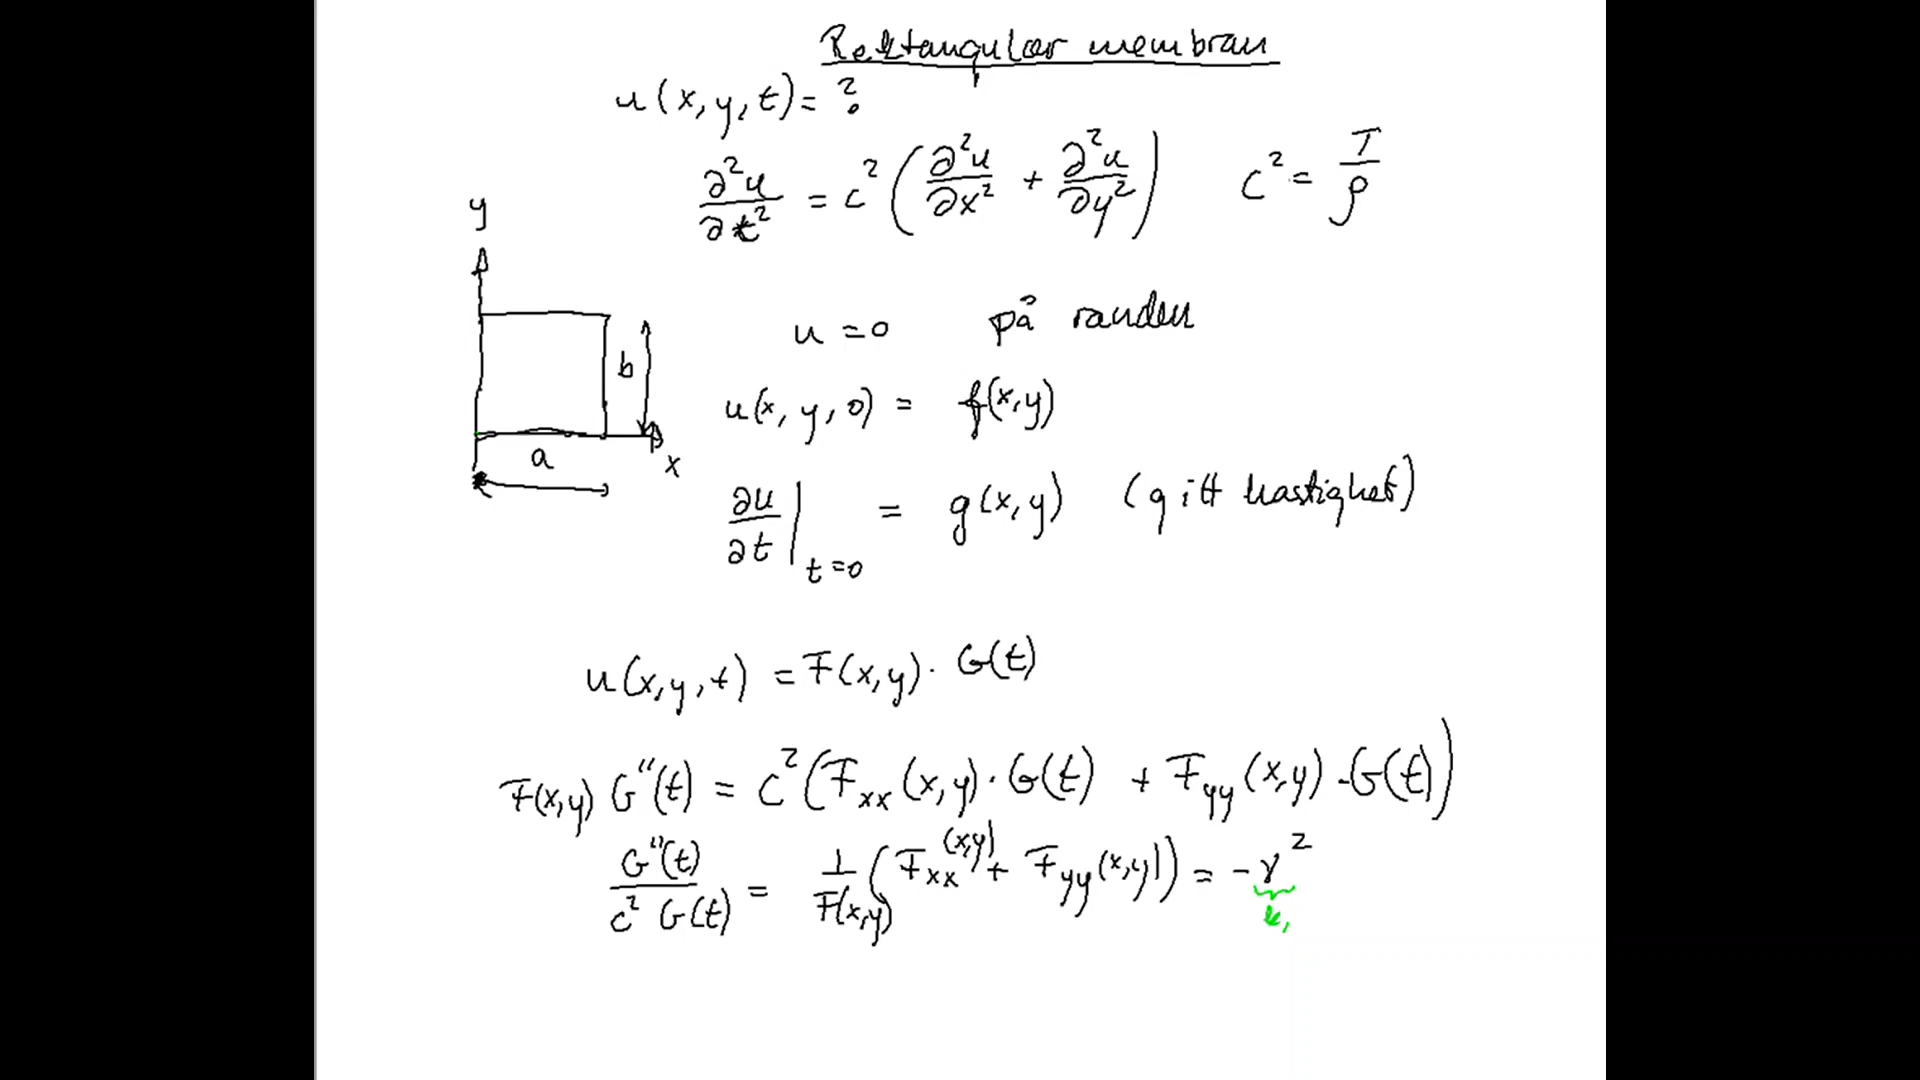 Rektangulær membran
u(x, y, t) = ?
∂²u/∂t² = c² (∂²u/∂x² + ∂²u/∂y²)    c² = T/ρ
y
u = 0    på randen
b
u(x, y, 0) = f(x,y)
a
x
∂u/∂t |t=0 = g(x,y)    (gitt hastighet)
u(x,y,t) = F(x,y) · G(t)
F(x,y) G''(t) = c² (Fxx(x,y) · G(t) + Fyy(x,y) · G(t))
G''(t)/(c² G(t)) = 1/F(x,y) (Fxx(x,y) + Fyy(x,y)) = -γ²